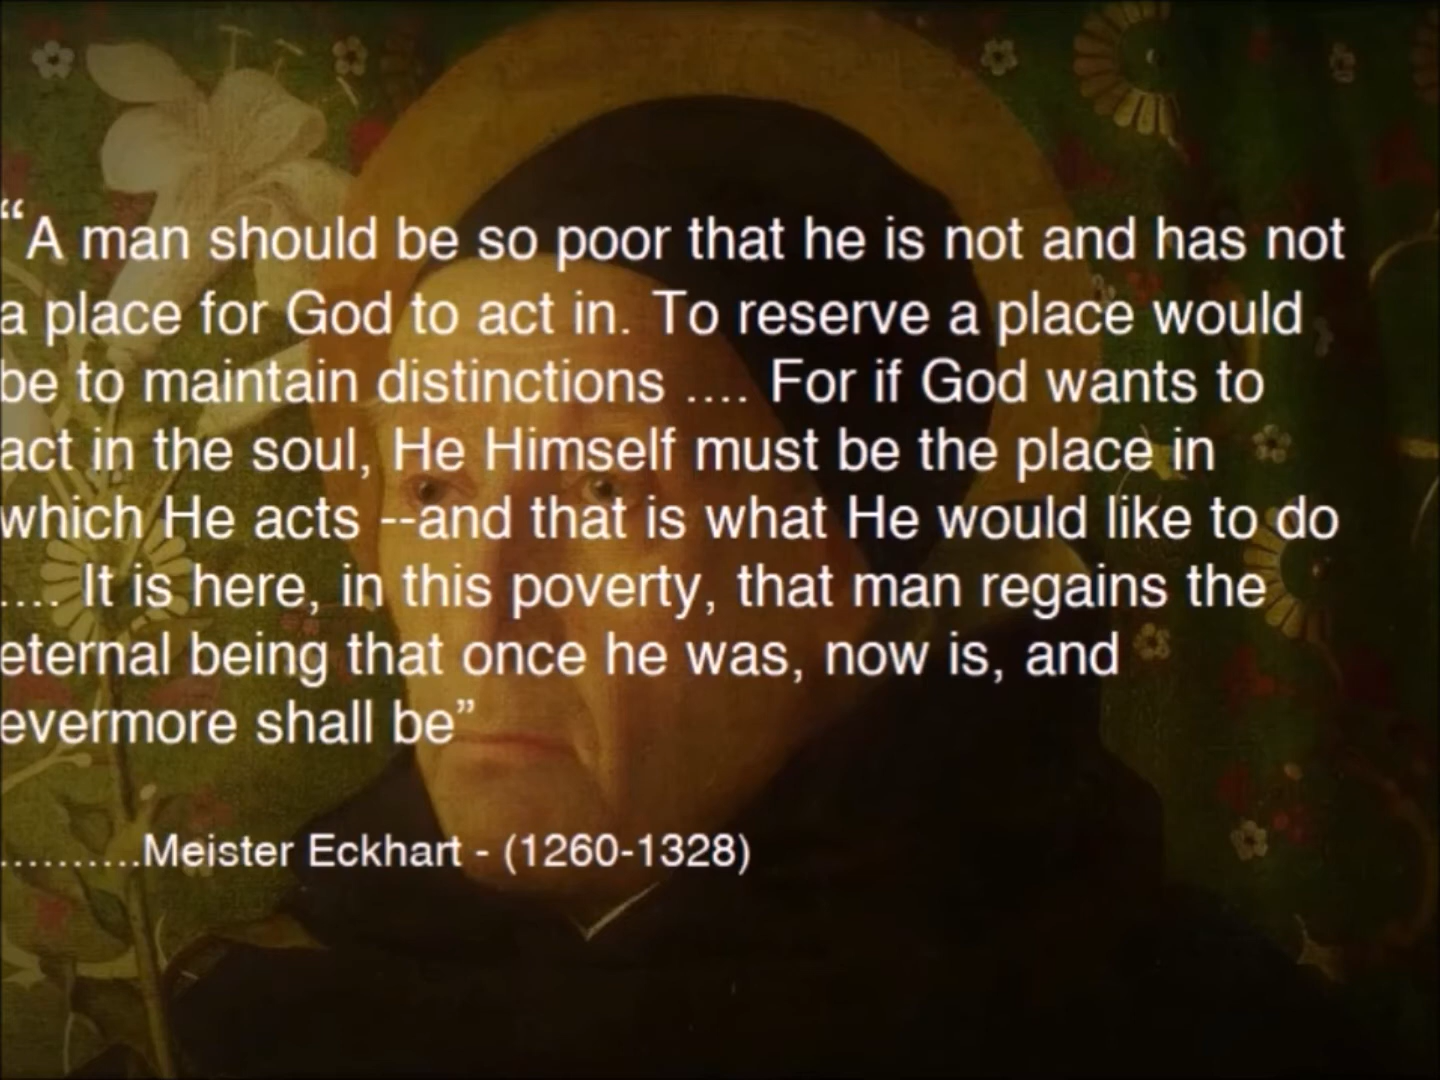 “A man should be so poor that he is not and has not
a place for God to act in. To reserve a place would
be to maintain distinctions .... For if God wants to
act in the soul, He Himself must be the place in
which He acts --and that is what He would like to do
.... It is here, in this poverty, that man regains the
eternal being that once he was, now is, and
evermore shall be”
..........Meister Eckhart - (1260-1328)